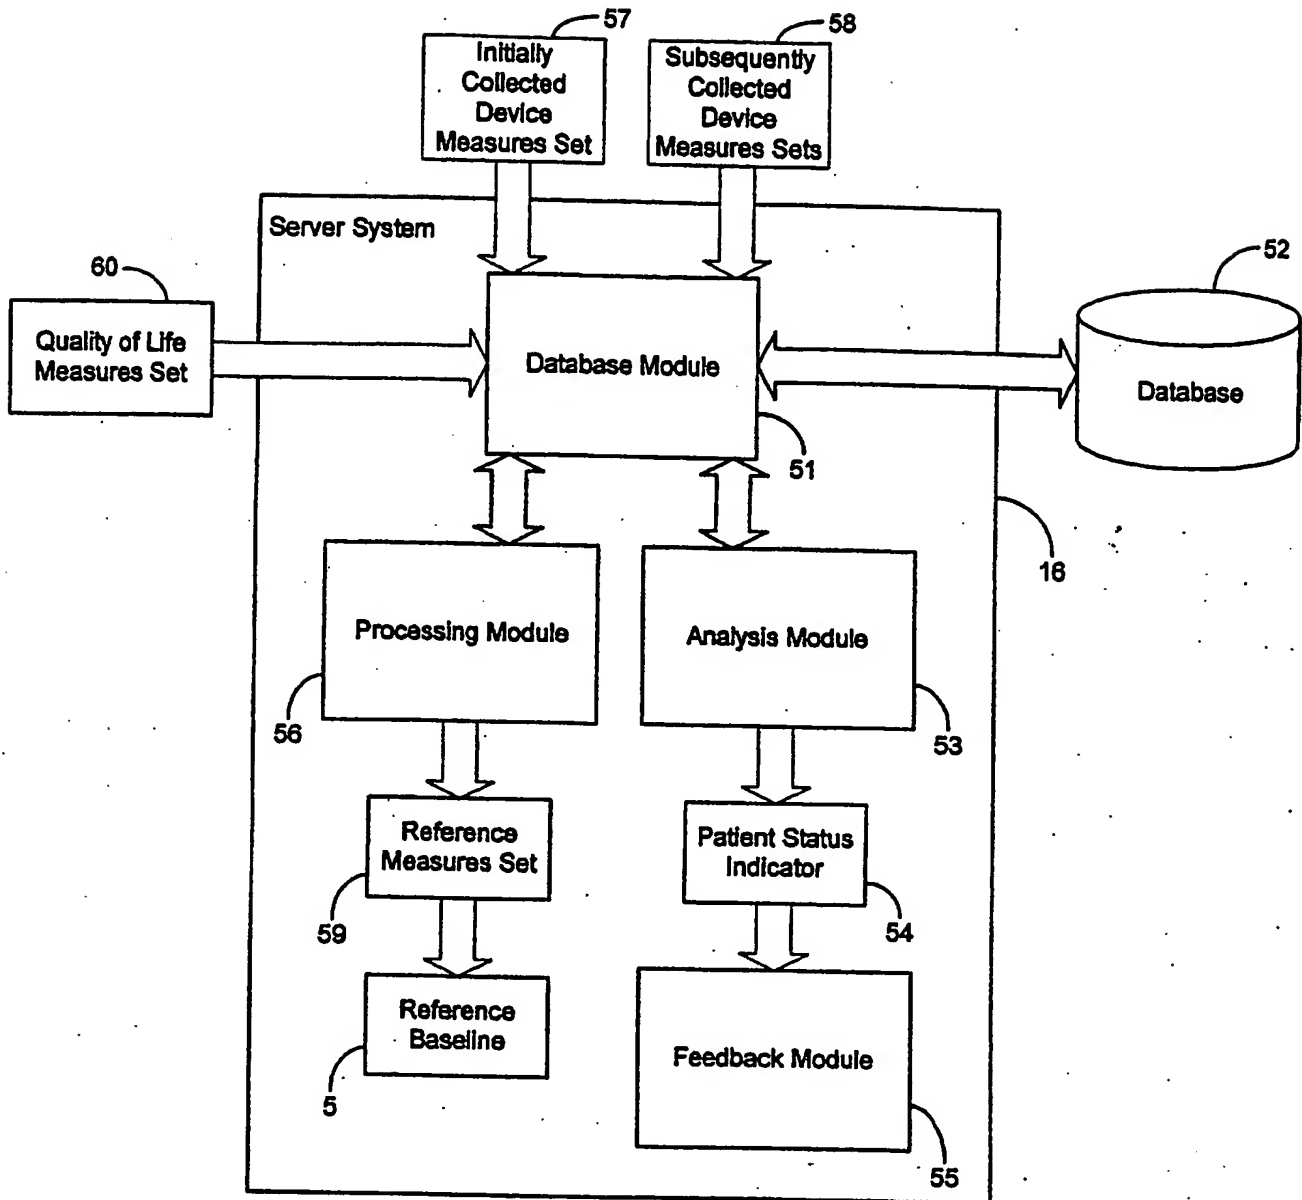 57
58
Initially
Collected
Device
Measures Set
Subsequently
Collected
Device
Measures Sets
Server System
60
52
Quality of Life
Measures Set
Database Module
Database
51
16
Processing Module
Analysis Module
56
53
Reference
Measures Set
Patient Status
Indicator
59
54
Reference
Baseline
Feedback Module
5
55